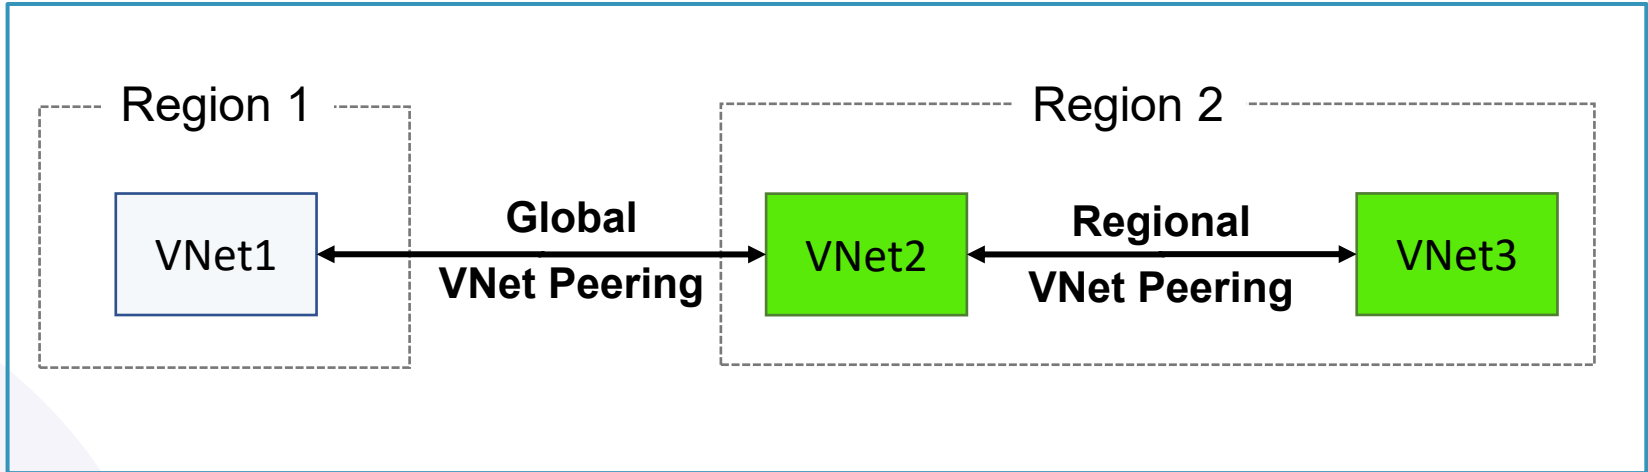 Region 1
Region 2
VNet1
Global
VNet Peering
VNet2
Regional
VNet Peering
VNet3